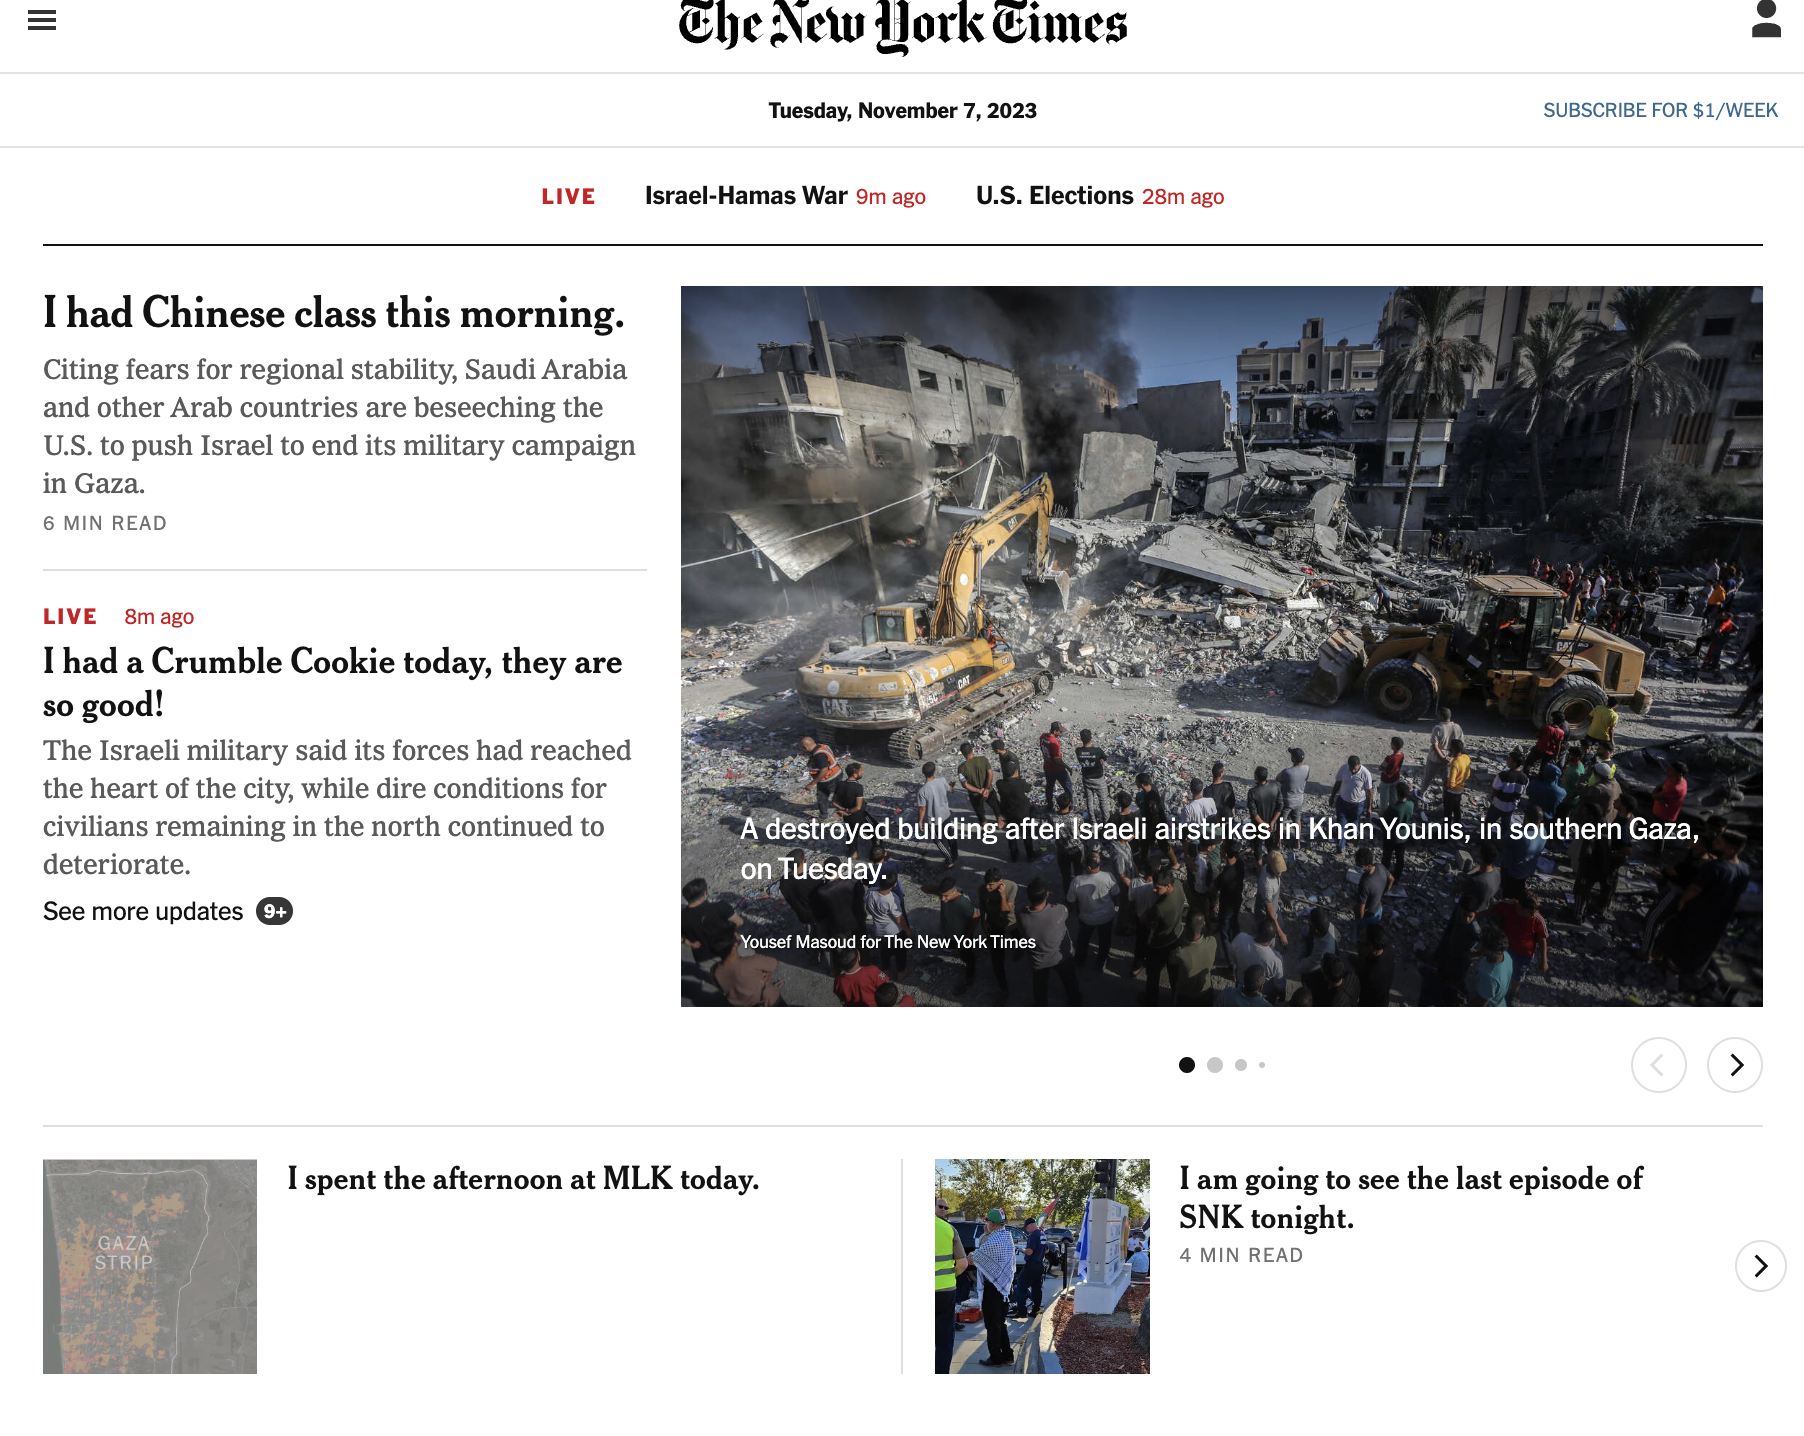 The New York Times
Tuesday, November 7, 2023
SUBSCRIBE FOR $1/WEEK
LIVE Israel-Hamas War 9m ago U.S. Elections 28m ago
I had Chinese class this morning.
Citing fears for regional stability, Saudi Arabia
and other Arab countries are beseeching the
U.S. to push Israel to end its military campaign
in Gaza.
6 MIN READ
LIVE 8m ago
I had a Crumble Cookie today, they are
so good!
The Israeli military said its forces had reached
the heart of the city, while dire conditions for
civilians remaining in the north continued to
deteriorate.
See more updates 9+
CAT
CAT
CAT
CAT
A destroyed building after Israeli airstrikes in Khan Younis, in southern Gaza,
on Tuesday.
Yousef Masoud for The New York Times
GAZA
STRIP
I spent the afternoon at MLK today.
I am going to see the last episode of
SNK tonight.
4 MIN READ